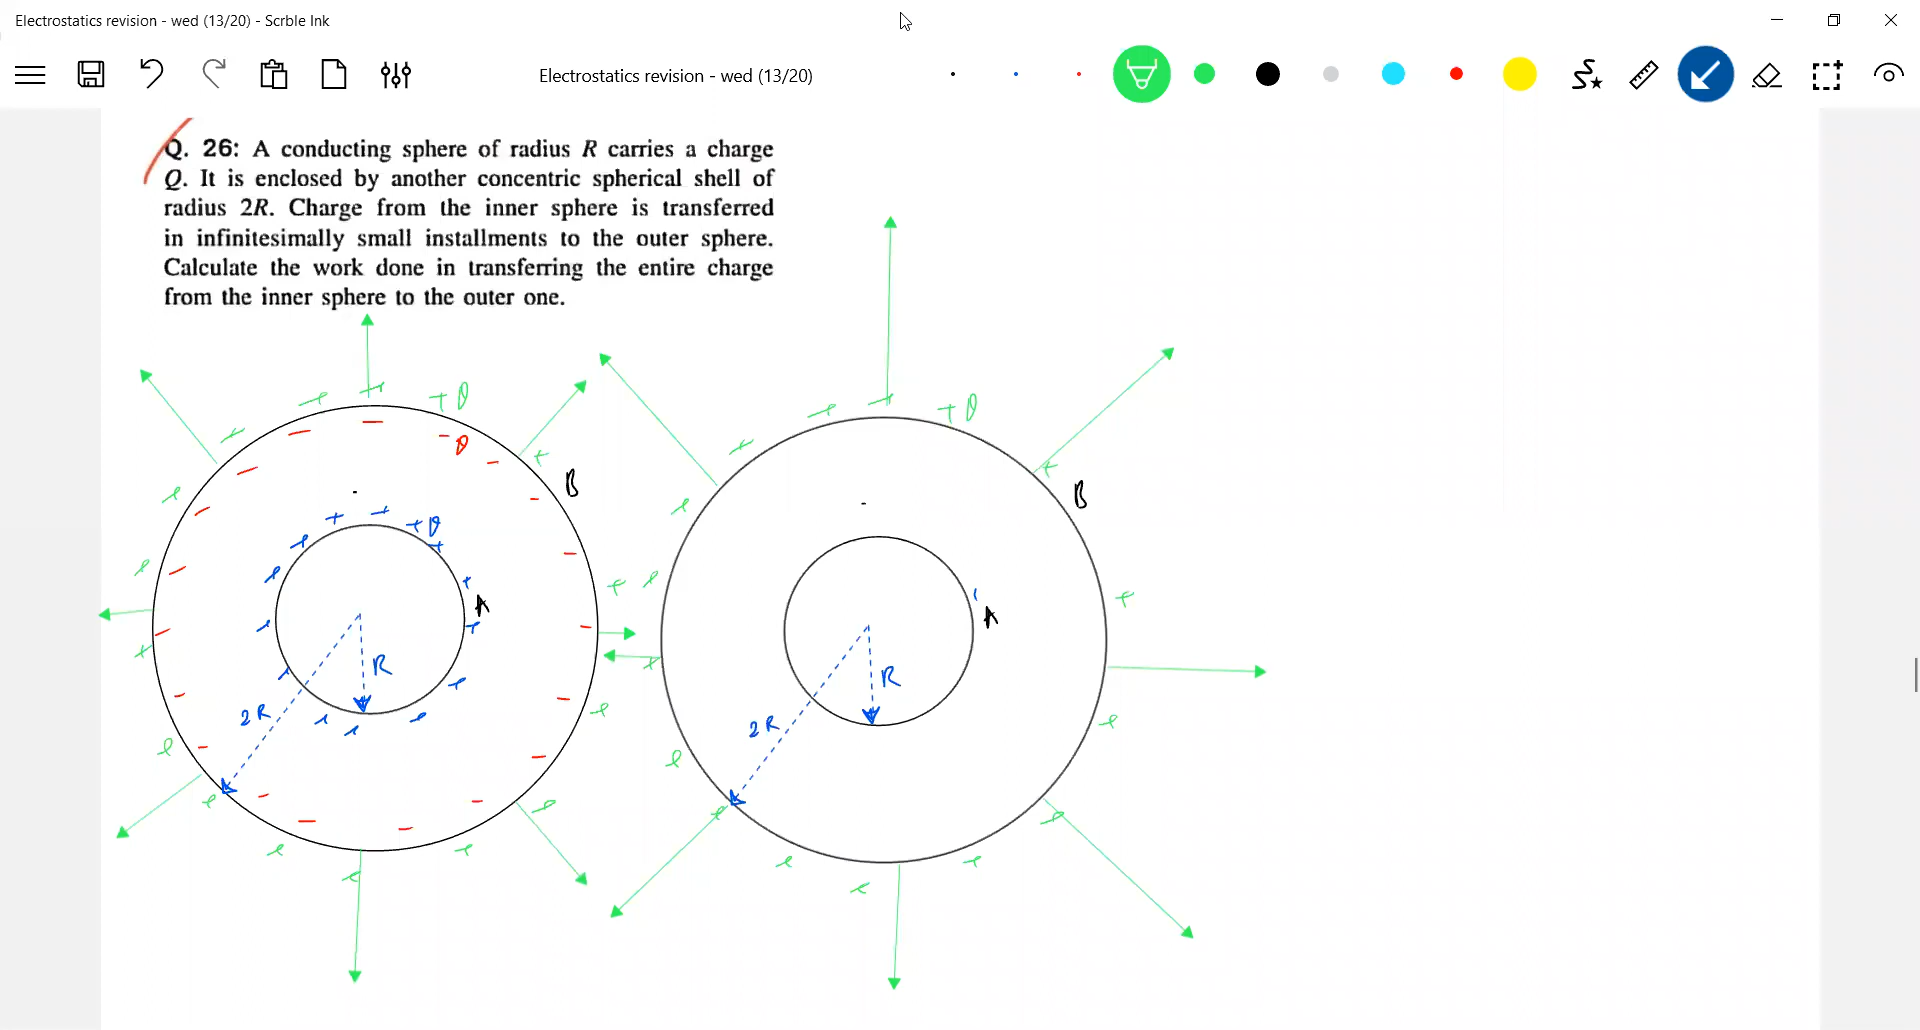 Electrostatics revision - wed (13/20) - Scrble Ink
Electrostatics revision - wed (13/20)
Q. 26: A conducting sphere of radius R carries a charge
Q. It is enclosed by another concentric spherical shell of
radius 2R. Charge from the inner sphere is transferred
in infinitesimally small installments to the outer sphere.
Calculate the work done in transferring the entire charge
from the inner sphere to the outer one.
+Q
+Q
-Q
B
B
+Q
A
A
R
R
2R
2R